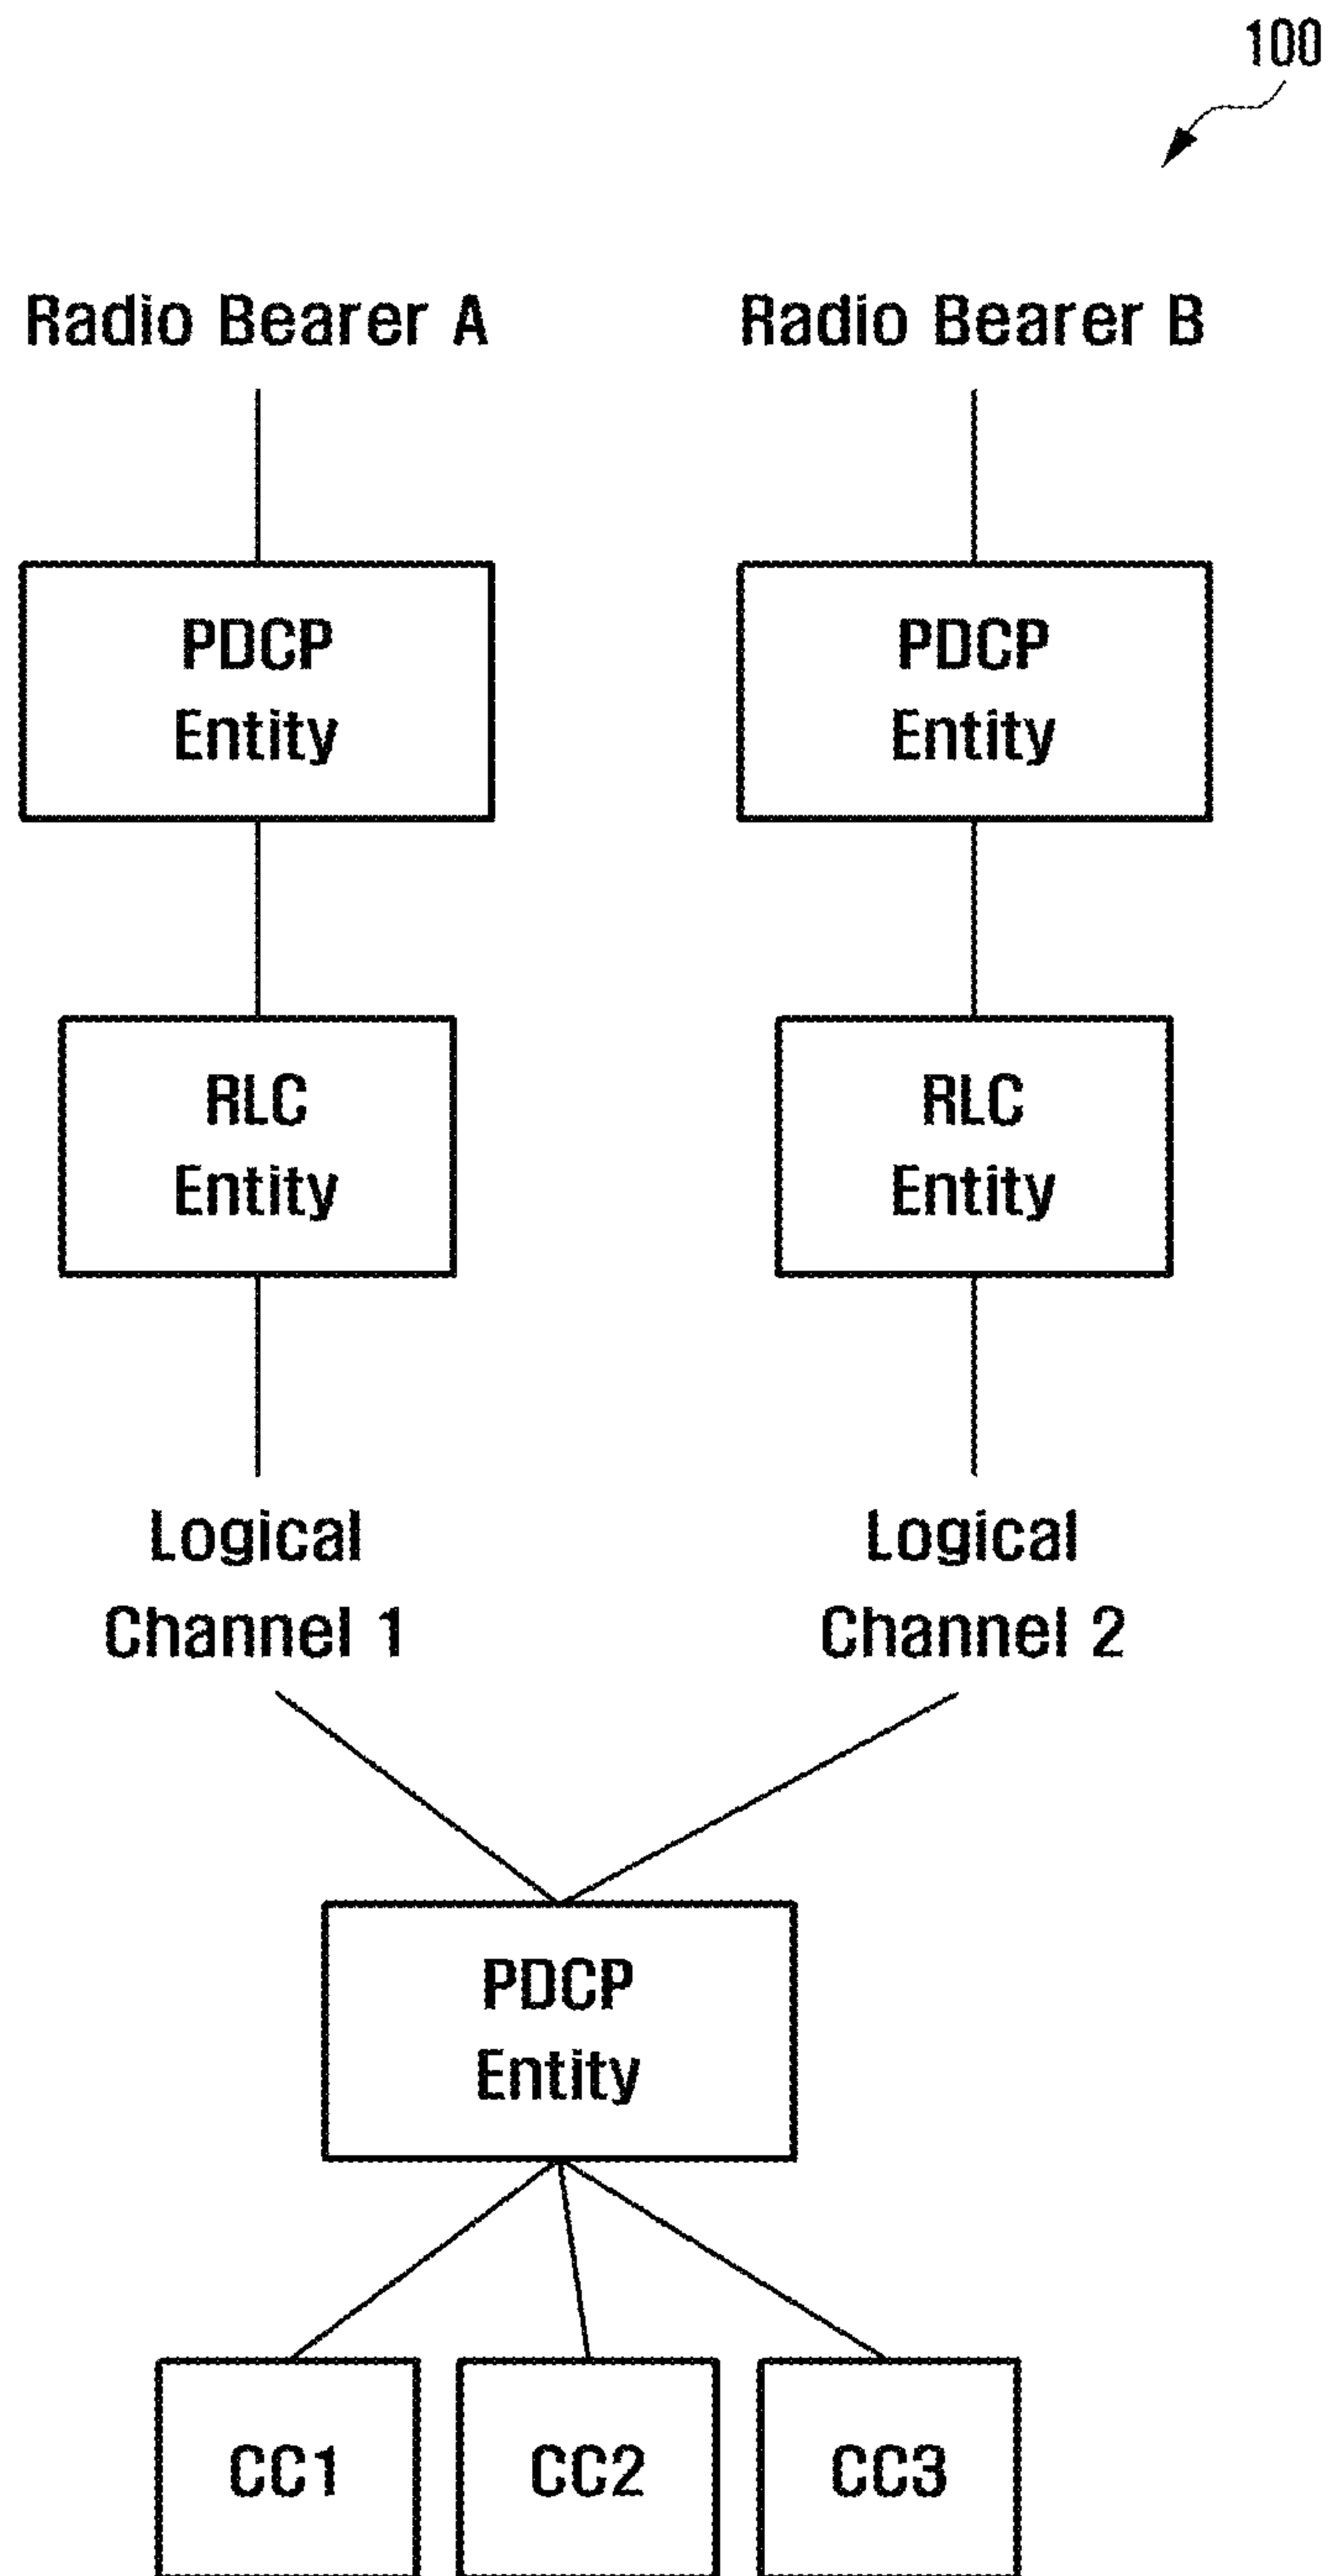 100
Radio Bearer A
Radio Bearer B
PDCP
Entity
PDCP
Entity
RLC
Entity
RLC
Entity
Logical
Channel 1
Logical
Channel 2
PDCP
Entity
CC1
CC2
CC3